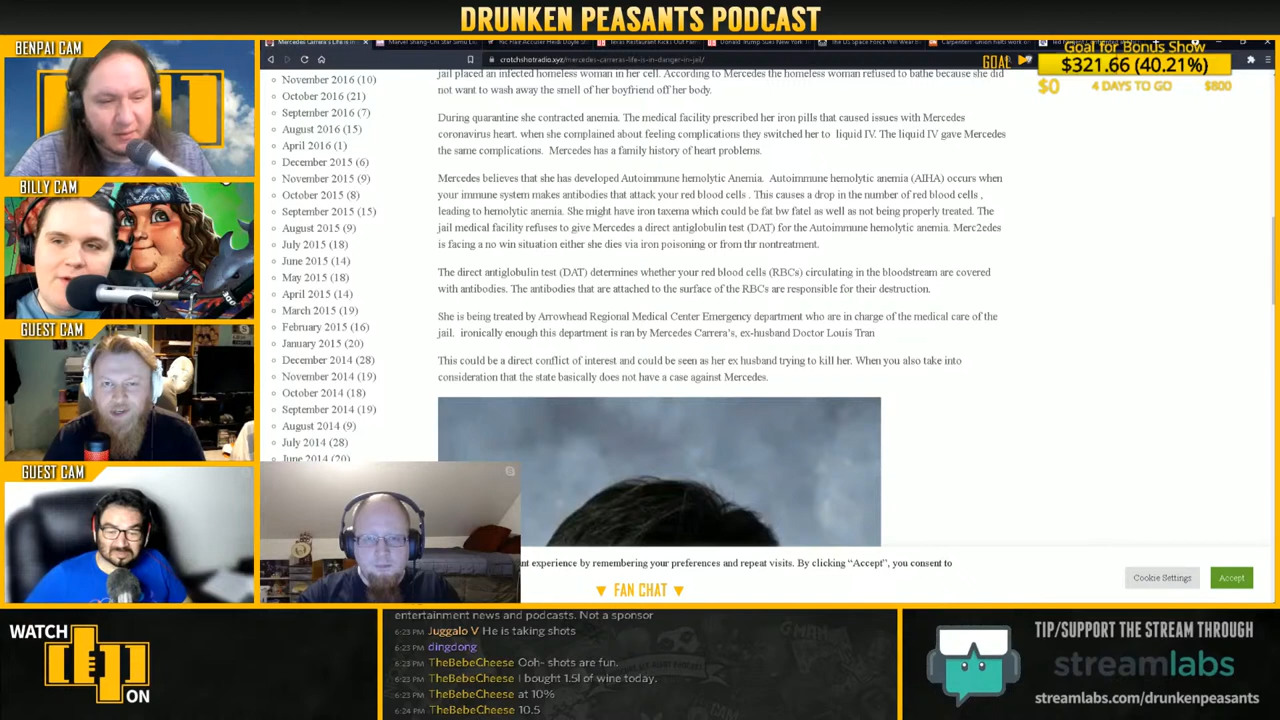 DRUNKEN PEASANTS PODCAST
BENPAI CAM
BILLY CAM
GUEST CAM
GUEST CAM
crotchshotradio.xyz/mercedes-carreras-life-is-in-danger-in-jail/
GOAL
Goal for Bonus Show
$321.66 (40.21%)
$0
4 DAYS TO GO
$800
November 2016 (10)
October 2016 (21)
September 2016 (7)
August 2016 (15)
April 2016 (1)
December 2015 (6)
November 2015 (9)
October 2015 (8)
September 2015 (15)
August 2015 (9)
July 2015 (18)
June 2015 (14)
May 2015 (18)
April 2015 (14)
March 2015 (19)
February 2015 (16)
January 2015 (20)
December 2014 (28)
November 2014 (19)
October 2014 (18)
September 2014 (19)
August 2014 (9)
July 2014 (28)
June 2014 (20)
jail placed an infected homeless woman in her cell. According to Mercedes the homeless woman refused to bathe because she did
not want to wash away the smell of her boyfriend off her body.
During quarantine she contracted anemia. The medical facility prescribed her iron pills that caused issues with Mercedes
coronavirus heart. when she complained about feeling complications they switched her to liquid IV. The liquid IV gave Mercedes
the same complications. Mercedes has a family history of heart problems.
Mercedes believes that she has developed Autoimmune hemolytic Anemia. Autoimmune hemolytic anemia (AIHA) occurs when
your immune system makes antibodies that attack your red blood cells . This causes a drop in the number of red blood cells ,
leading to hemolytic anemia. She might have iron taxema which could be fat bw fatel as well as not being properly treated. The
jail medical facility refuses to give Mercedes a direct antiglobulin test (DAT) for the Autoimmune hemolytic anemia. Merc2edes
is facing a no win situation either she dies via iron poisoning or from thr nontreatment.
The direct antiglobulin test (DAT) determines whether your red blood cells (RBCs) circulating in the bloodstream are covered
with antibodies. The antibodies that are attached to the surface of the RBCs are responsible for their destruction.
She is being treated by Arrowhead Regional Medical Center Emergency department who are in charge of the medical care of the
jail. ironically enough this department is ran by Mercedes Carrera's, ex-husband Doctor Louis Tran
This could be a direct conflict of interest and could be seen as her ex husband trying to kill her. When you also take into
consideration that the state basically does not have a case against Mercedes.
nt experience by remembering your preferences and repeat visits. By clicking “Accept”, you consent to
Cookie Settings
Accept
▼ FAN CHAT ▼
WATCH
ON
entertainment news and podcasts. Not a sponsor
6:23 PM Juggalo V He is taking shots
6:23 PM dingdong
6:23 PM TheBebeCheese Ooh- shots are fun.
6:23 PM TheBebeCheese I bought 1.5l of wine today.
6:23 PM TheBebeCheese at 10%
6:24 PM TheBebeCheese 10.5
TIP/SUPPORT THE STREAM THROUGH
streamlabs
streamlabs.com/drunkenpeasants